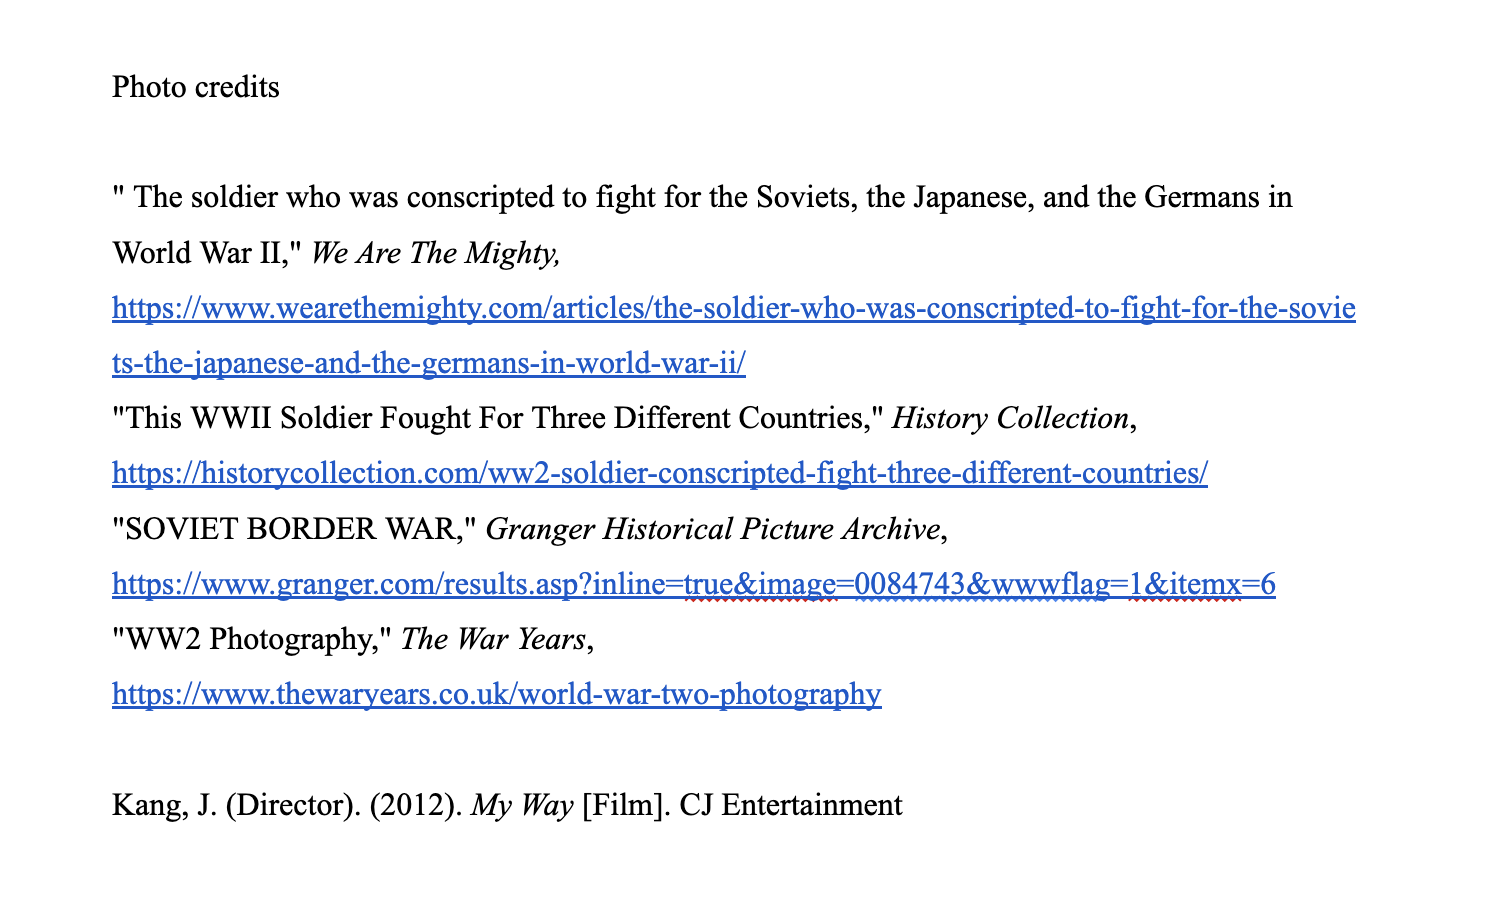 Photo credits
" The soldier who was conscripted to fight for the Soviets, the Japanese, and the Germans in
World War II," We Are The Mighty,
https://www.wearethemighty.com/articles/the-soldier-who-was-conscripted-to-fight-for-the-sovie
ts-the-japanese-and-the-germans-in-world-war-ii/
"This WWII Soldier Fought For Three Different Countries," History Collection,
https://historycollection.com/ww2-soldier-conscripted-fight-three-different-countries/
"SOVIET BORDER WAR," Granger Historical Picture Archive,
https://www.granger.com/results.asp?inline=true&image=0084743&wwwflag=1&itemx=6
"WW2 Photography," The War Years,
https://www.thewaryears.co.uk/world-war-two-photography
Kang, J. (Director). (2012). My Way [Film]. CJ Entertainment